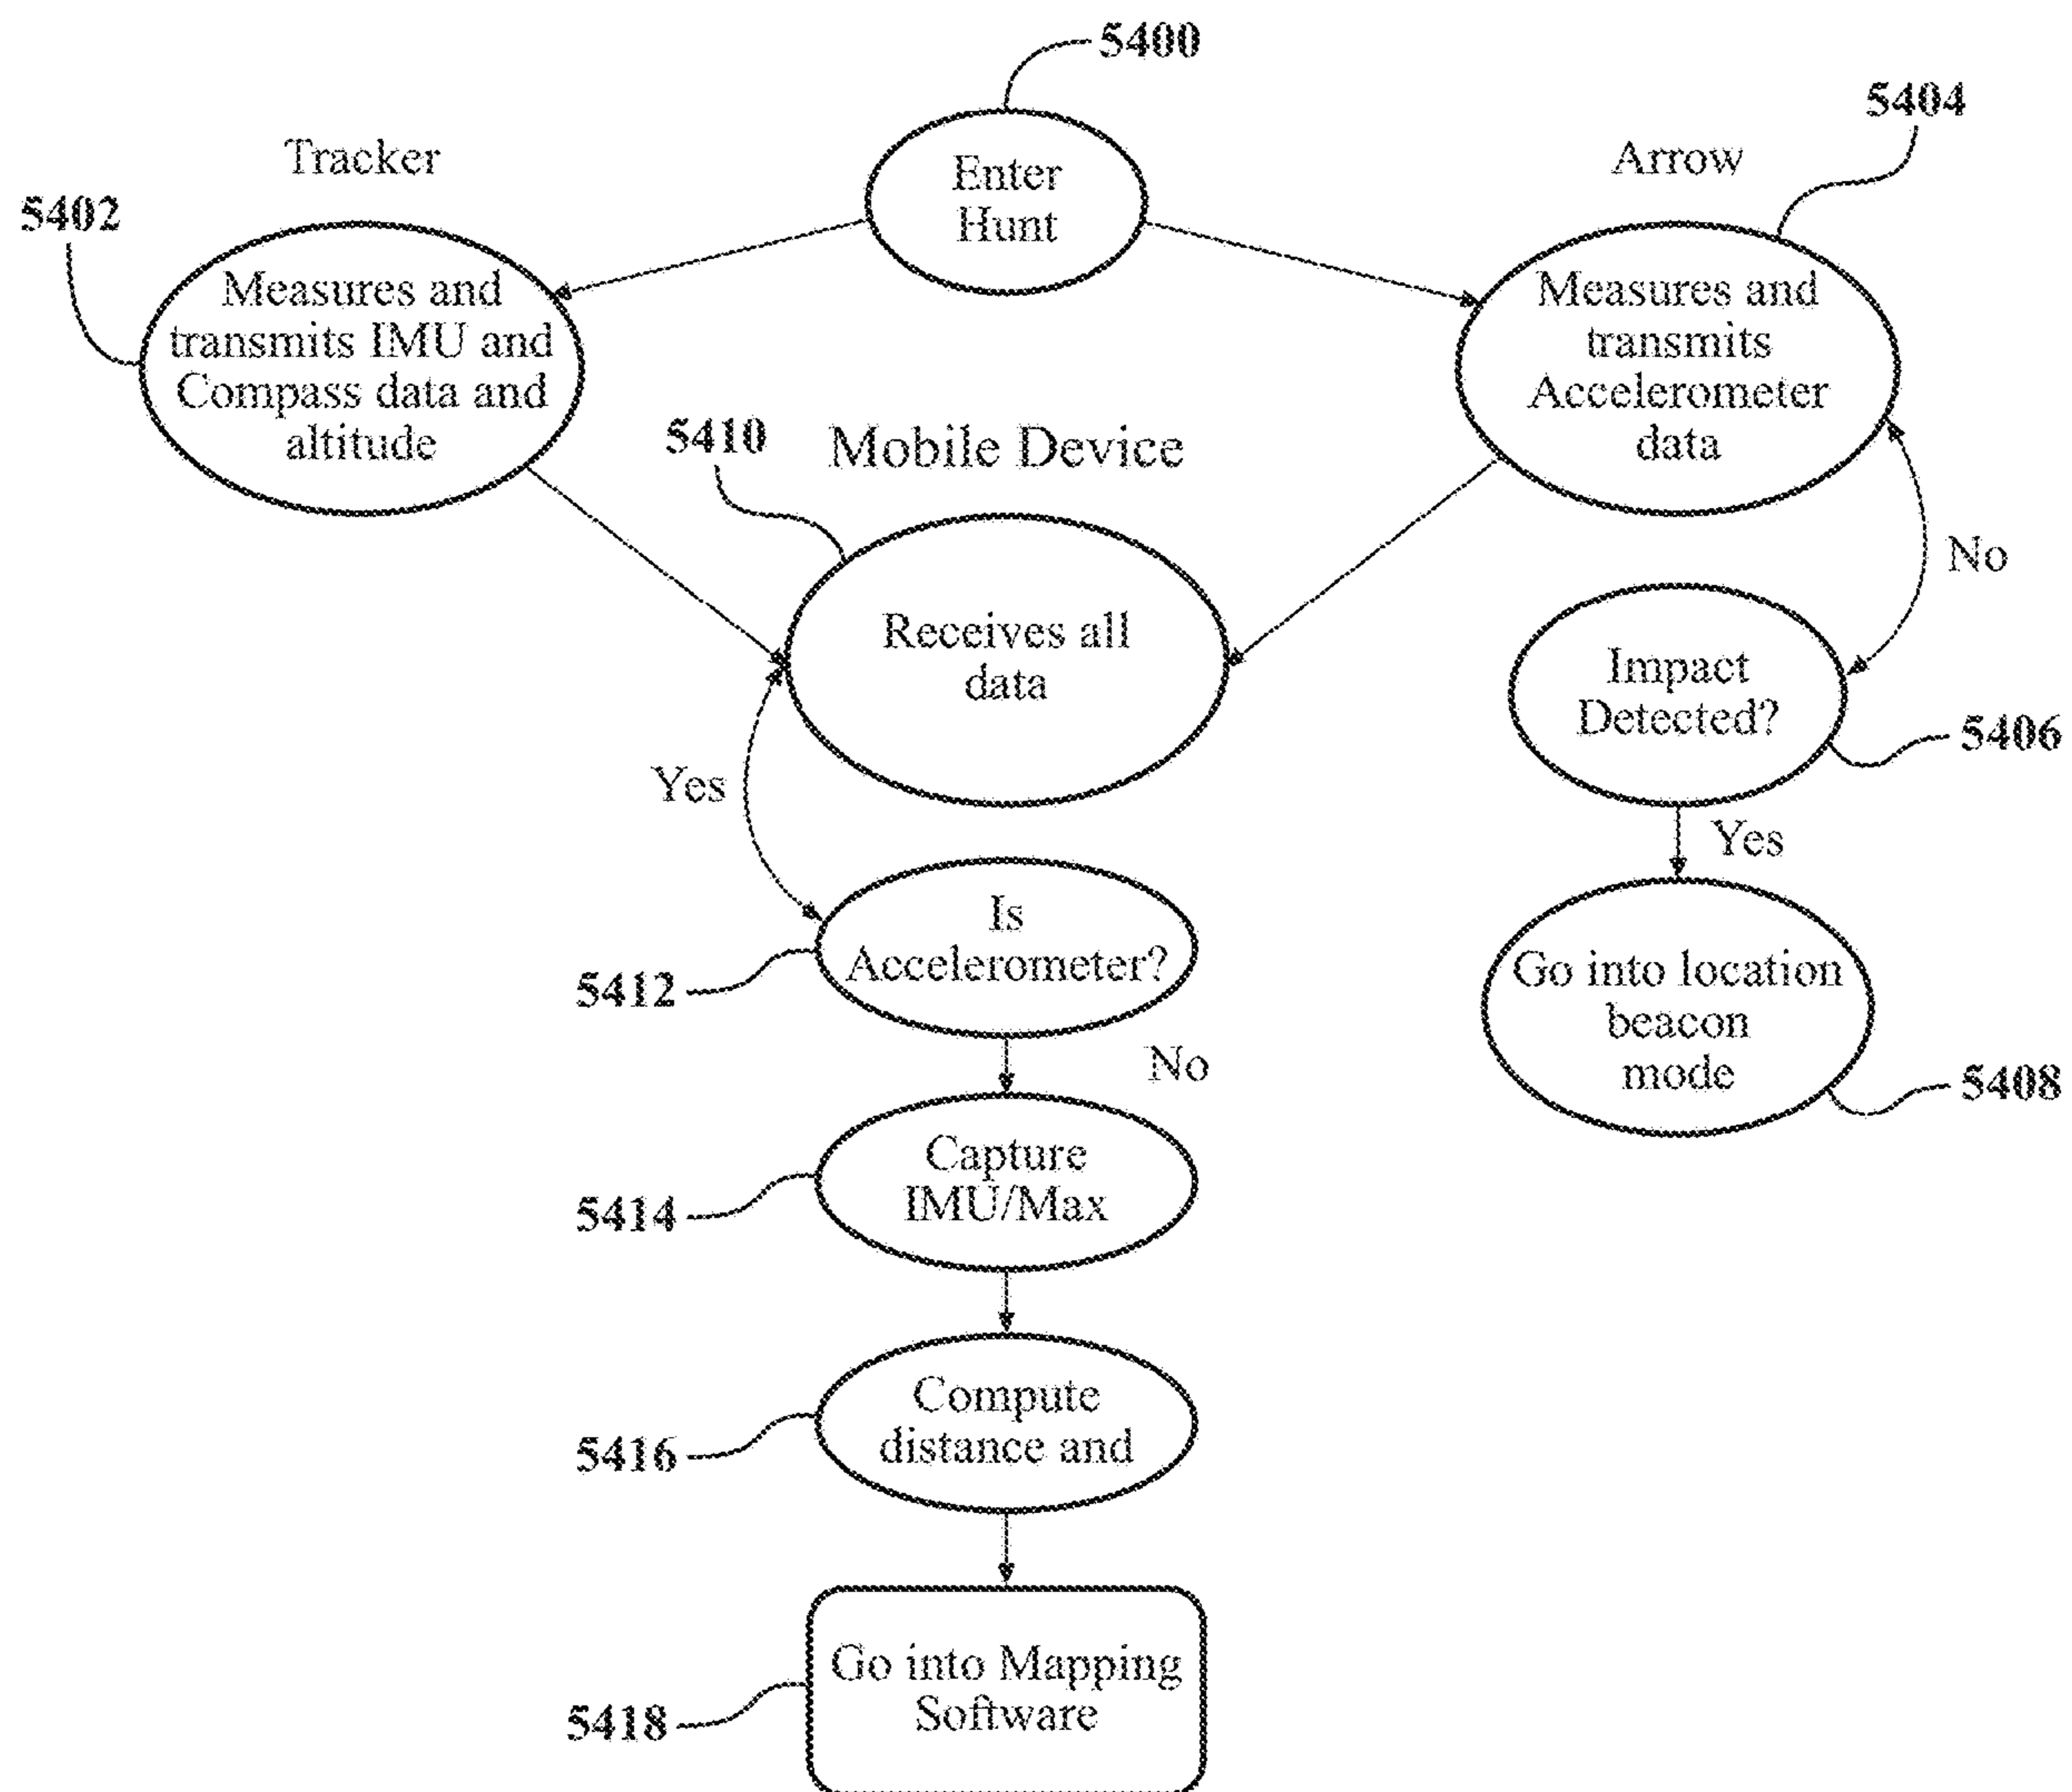 5400
5404
Tracker
Enter
Hunt
Arrow
5402
Measures and
transmits IMU and
Compass data and
altitude
Measures and
transmits
Accelerometer
data
5410
Mobile Device
No
Receives all
data
Impact
Detected?
5406
Yes
Yes
Is
Accelerometer?
5412
Go into location
beacon
mode
No
5408
Capture
IMU/Max
5414
Compute
distance and
5416
Go into Mapping
Software
5418